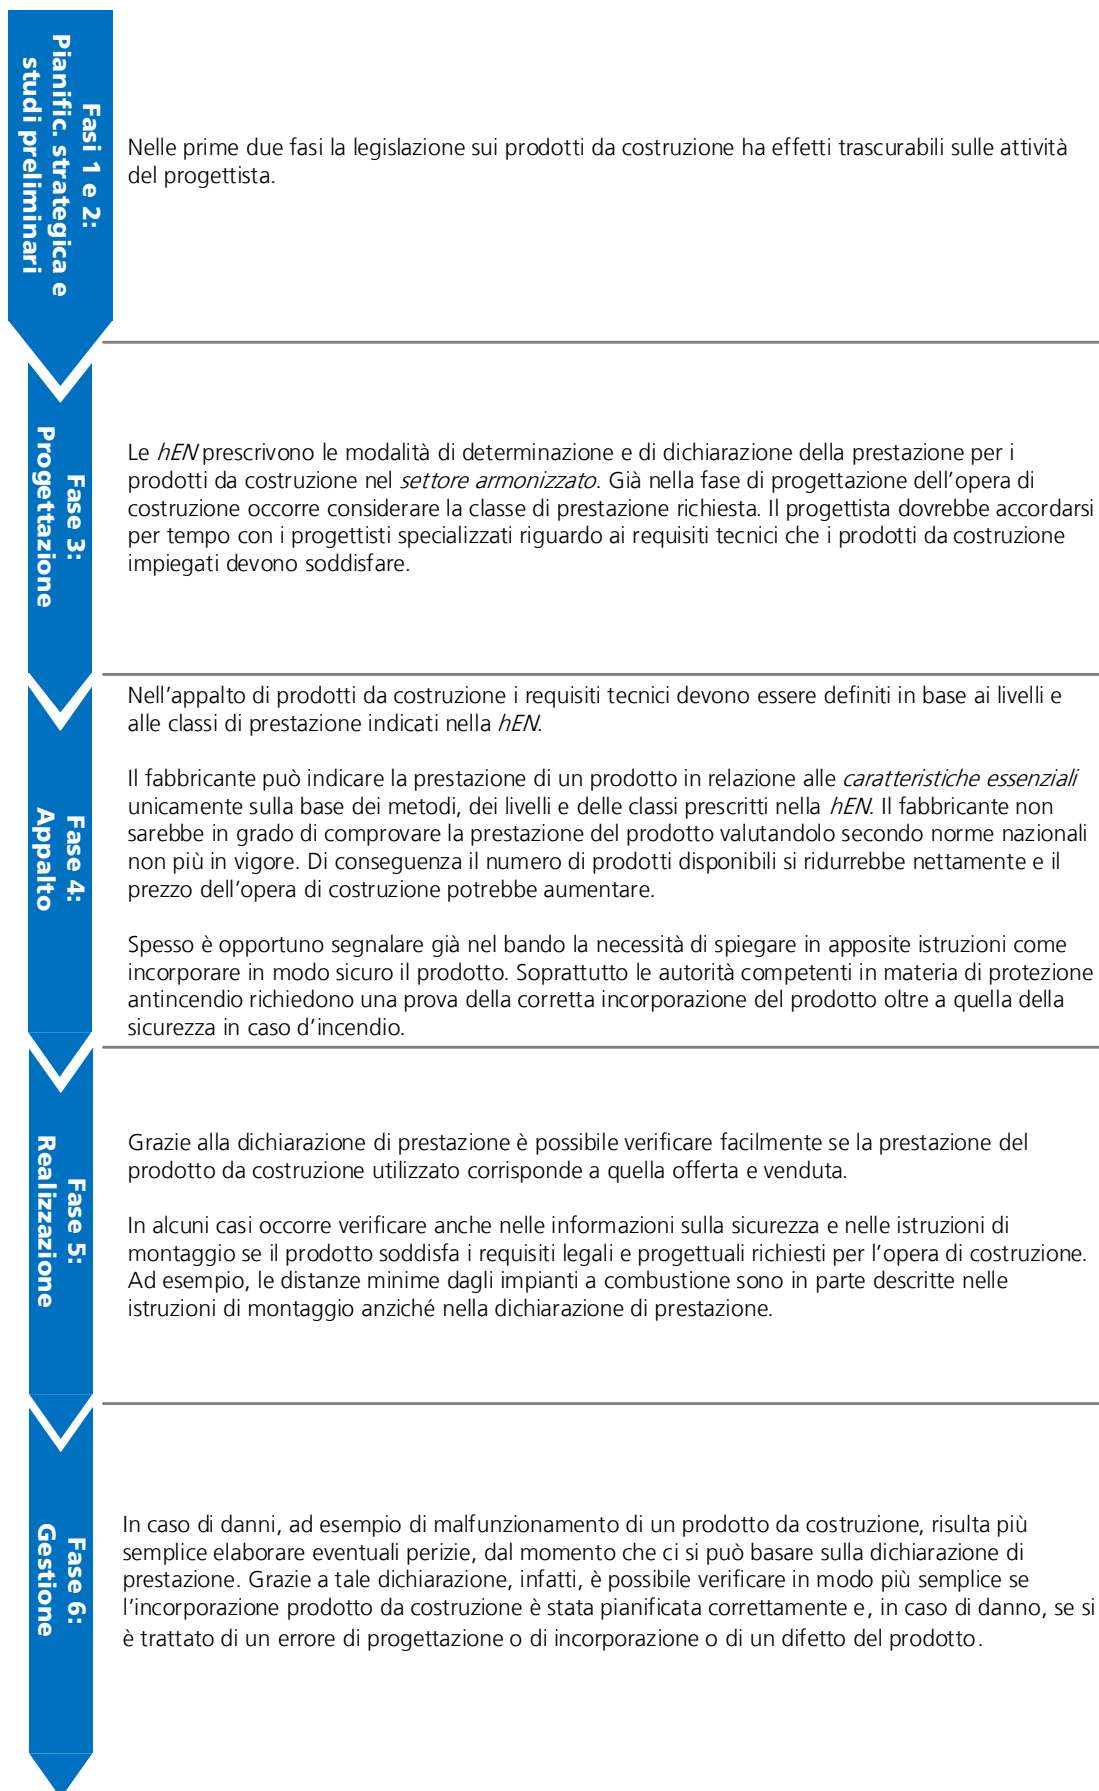 Fasi 1 e 2:
Pianific. strategica e
studi preliminari
Nelle prime due fasi la legislazione sui prodotti da costruzione ha effetti trascurabili sulle attività
del progettista.
Fase 3:
Progettazione
Le hEN prescrivono le modalità di determinazione e di dichiarazione della prestazione per i
prodotti da costruzione nel settore armonizzato. Già nella fase di progettazione dell’opera di
costruzione occorre considerare la classe di prestazione richiesta. Il progettista dovrebbe accordarsi
per tempo con i progettisti specializzati riguardo ai requisiti tecnici che i prodotti da costruzione
impiegati devono soddisfare.
Fase 4:
Appalto
Nell’appalto di prodotti da costruzione i requisiti tecnici devono essere definiti in base ai livelli e
alle classi di prestazione indicati nella hEN.
Il fabbricante può indicare la prestazione di un prodotto in relazione alle caratteristiche essenziali
unicamente sulla base dei metodi, dei livelli e delle classi prescritti nella hEN. Il fabbricante non
sarebbe in grado di comprovare la prestazione del prodotto valutandolo secondo norme nazionali
non più in vigore. Di conseguenza il numero di prodotti disponibili si ridurrebbe nettamente e il
prezzo dell’opera di costruzione potrebbe aumentare.
Spesso è opportuno segnalare già nel bando la necessità di spiegare in apposite istruzioni come
incorporare in modo sicuro il prodotto. Soprattutto le autorità competenti in materia di protezione
antincendio richiedono una prova della corretta incorporazione del prodotto oltre a quella della
sicurezza in caso d’incendio.
Fase 5:
Realizzazione
Grazie alla dichiarazione di prestazione è possibile verificare facilmente se la prestazione del
prodotto da costruzione utilizzato corrisponde a quella offerta e venduta.
In alcuni casi occorre verificare anche nelle informazioni sulla sicurezza e nelle istruzioni di
montaggio se il prodotto soddisfa i requisiti legali e progettuali richiesti per l’opera di costruzione.
Ad esempio, le distanze minime dagli impianti a combustione sono in parte descritte nelle
istruzioni di montaggio anziché nella dichiarazione di prestazione.
Fase 6:
Gestione
In caso di danni, ad esempio di malfunzionamento di un prodotto da costruzione, risulta più
semplice elaborare eventuali perizie, dal momento che ci si può basare sulla dichiarazione di
prestazione. Grazie a tale dichiarazione, infatti, è possibile verificare in modo più semplice se
l’incorporazione prodotto da costruzione è stata pianificata correttamente e, in caso di danno, se si
è trattato di un errore di progettazione o di incorporazione o di un difetto del prodotto.